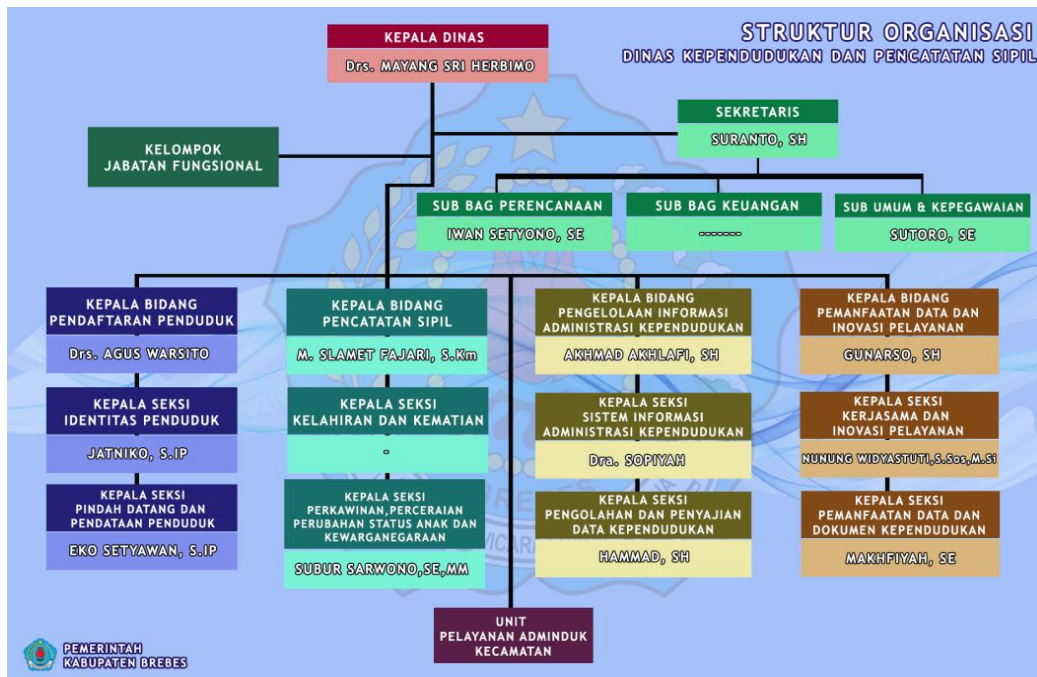 STRUKTUR ORGANISASI
DINAS KEPENDUDUKAN DAN PENCATATAN SIPIL
KEPALA DINAS
Drs. MAYANG SRI HERBIMO
SEKRETARIS
SURANTO, SH
KELOMPOK
JABATAN FUNGSIONAL
SUB BAG PERENCANAAN
IWAN SETYONO, SE
SUB BAG KEUANGAN
-------
SUB UMUM & KEPEGAWAIAN
SUTORO, SE
KEPALA BIDANG
PENDAFTARAN PENDUDUK
Drs. AGUS WARSITO
KEPALA SEKSI
IDENTITAS PENDUDUK
JATNIKO, S.IP
KEPALA SEKSI
PINDAH DATANG DAN
PENDATAAN PENDUDUK
EKO SETYAWAN, S.IP
KEPALA BIDANG
PENCATATAN SIPIL
M. SLAMET FAJARI, S.Km
KEPALA SEKSI
KELAHIRAN DAN KEMATIAN
-
KEPALA SEKSI
PERKAWINAN,PERCERAIAN
PERUBAHAN STATUS ANAK DAN
KEWARGANEGARAAN
SUBUR SARWONO,SE,MM
KEPALA BIDANG
PENGELOLAAN INFORMASI
ADMINISTRASI KEPENDUDUKAN
AKHMAD AKHLAFI, SH
KEPALA SEKSI
SISTEM INFORMASI
ADMINISTRASI KEPENDUDUKAN
Dra. SOPIYAH
KEPALA SEKSI
PENGOLAHAN DAN PENYAJIAN
DATA KEPENDUDUKAN
HAMMAD, SH
KEPALA BIDANG
PEMANFAATAN DATA DAN
INOVASI PELAYANAN
GUNARSO, SH
KEPALA SEKSI
KERJASAMA DAN
INOVASI PELAYANAN
NUNUNG WIDYASTUTI,S.Sos,M.Si
KEPALA SEKSI
PEMANFAATAN DATA DAN
DOKUMEN KEPENDUDUKAN
MAKHFIYAH, SE
UNIT
PELAYANAN ADMINDUK
KECAMATAN
BREBES
PEMERINTAH
KABUPATEN BREBES